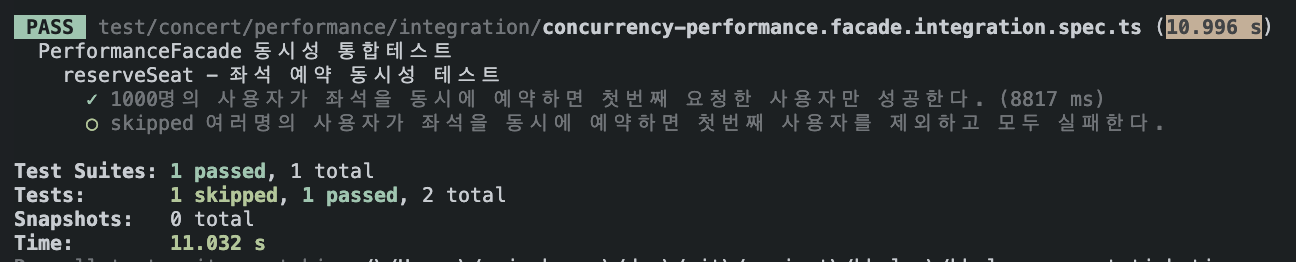 PASS test/concert/performance/integration/concurrency-performance.facade.integration.spec.ts (10.996 s)
PerformanceFacade 동시성 통합테스트
reserveSeat – 좌석 예약 동시성 테스트
✓ 1000명의 사용자가 좌석을 동시에 예약하면 첫번째 요청한 사용자만 성공한다. (8817 ms)
○ skipped 여러명의 사용자가 좌석을 동시에 예약하면 첫번째 사용자를 제외하고 모두 실패한다.
Test Suites: 1 passed, 1 total
Tests: 1 skipped, 1 passed, 2 total
Snapshots: 0 total
Time: 11.032 s